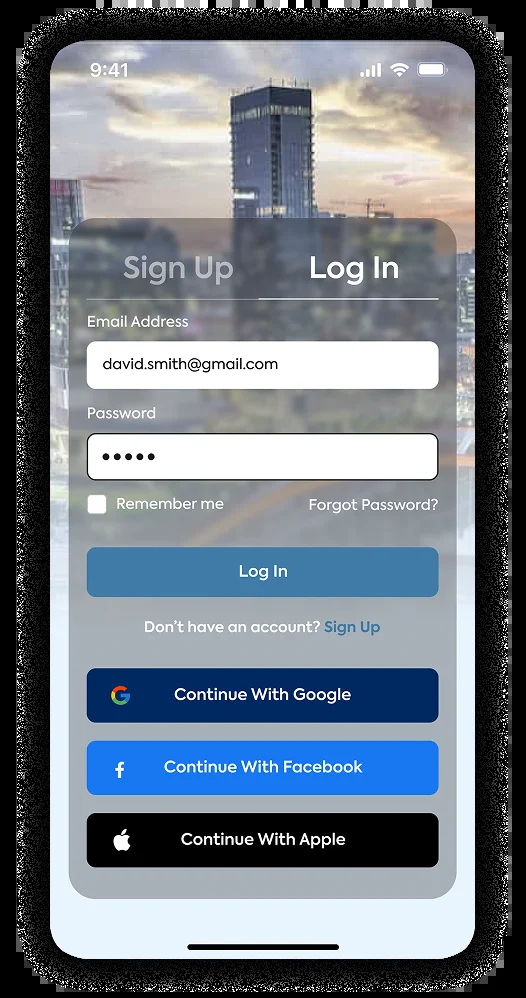 9:41
Sign Up Log In
Email Address
david.smith@gmail.com
Password
•••••
Remember me Forgot Password?
Log In
Don’t have an account? Sign Up
Continue With Google
Continue With Facebook
Continue With Apple